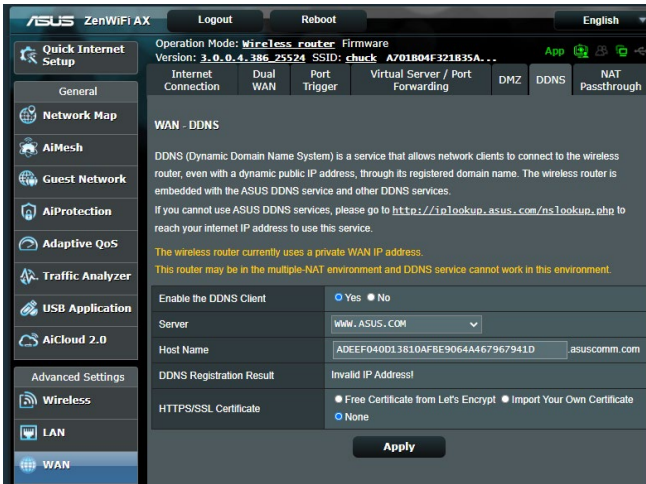 ASUS ZenWiFi AX Logout Reboot English
Quick Internet Setup
General
Network Map
AiMesh
Guest Network
AiProtection
Adaptive QoS
Traffic Analyzer
USB Application
AiCloud 2.0
Advanced Settings
Wireless
LAN
WAN
Operation Mode: Wireless router Firmware
Version: 3.0.0.4.386_25524 SSID: chuck A701B04F321B35A...
App
Internet Connection
Dual WAN
Port Trigger
Virtual Server / Port Forwarding
DMZ
DDNS
NAT Passthrough
WAN - DDNS
DDNS (Dynamic Domain Name System) is a service that allows network clients to connect to the wireless
router, even with a dynamic public IP address, through its registered domain name. The wireless router is
embedded with the ASUS DDNS service and other DDNS services.
If you cannot use ASUS DDNS services, please go to http://iplookup.asus.com/nslookup.php to
reach your internet IP address to use this service.
The wireless router currently uses a private WAN IP address.
This router may be in the multiple-NAT environment and DDNS service cannot work in this environment.
Enable the DDNS Client Yes No
Server WWW.ASUS.COM
Host Name ADEEF040D13810AFBE9064A467967941D .asuscomm.com
DDNS Registration Result Invalid IP Address!
HTTPS/SSL Certificate Free Certificate from Let's Encrypt Import Your Own Certificate
None
Apply